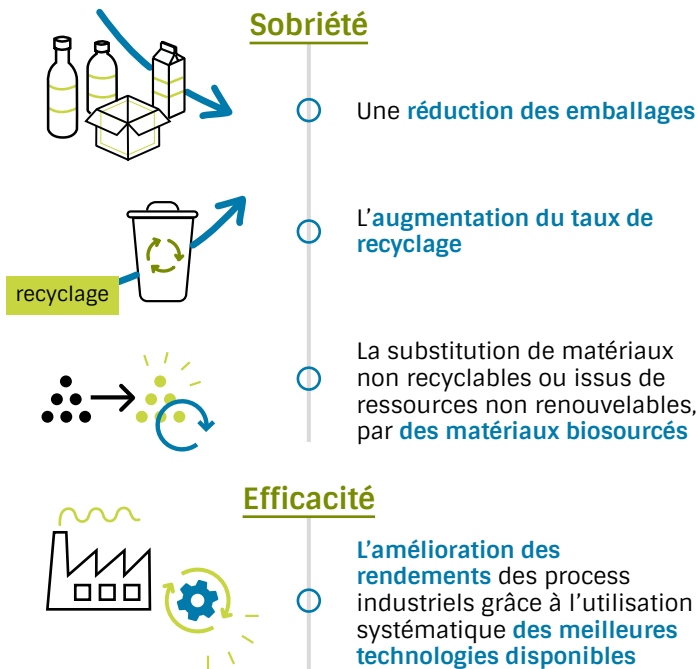 Sobriété
Une réduction des emballages
L'augmentation du taux de
recyclage
recyclage
La substitution de matériaux
non recyclables ou issus de
ressources non renouvelables,
par des matériaux biosourcés
Efficacité
L'amélioration des
rendements des process
industriels grâce à l'utilisation
systématique des meilleures
technologies disponibles